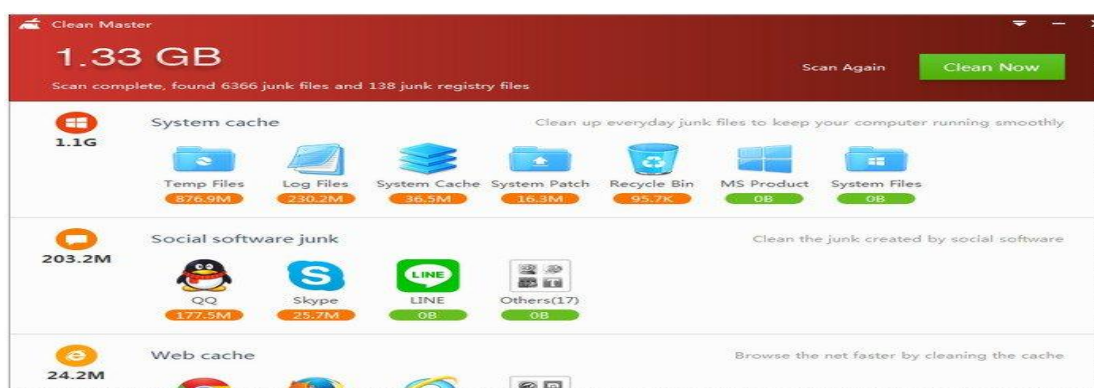 Clean Master
1.33 GB
Scan complete, found 6366 junk files and 138 junk registry files
Scan Again
Clean Now
System cache
Clean up everyday junk files to keep your computer running smoothly
1.1G
Temp Files Log Files System Cache System Patch Recycle Bin MS Product System Files
876.9M 230.2M 36.5M 16.3M 95.7K 0B 0B
Social software junk
Clean the junk created by social software
203.2M
LINE
QQ Skype LINE Others(17)
177.5M 25.7M 0B 0B
Web cache
Browse the net faster by cleaning the cache
24.2M